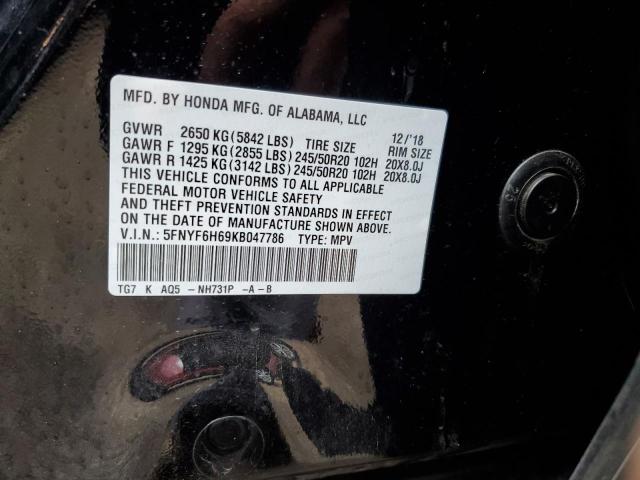 MFD. BY HONDA MFG. OF ALABAMA, LLC
12/'18
GVWR 2650 KG(5842 LBS) TIRE SIZE RIM SIZE
GAWR F 1295 KG(2855 LBS)245/50R20 102H 20X8.0J
GAWR R 1425 KG(3142 LBS)245/50R20 102H 20X8.0J
THIS VEHICLE CONFORMS TO ALL APPLICABLE
FEDERAL MOTOR VEHICLE SAFETY
AND THEFT PREVENTION STANDARDS IN EFFECT
ON THE DATE OF MANUFACTURE SHOWN ABOVE.
V.I.N.: 5FNYF6H69KB047786 TYPE: MPV
TG7 K AQ5 -NH731P -A-B